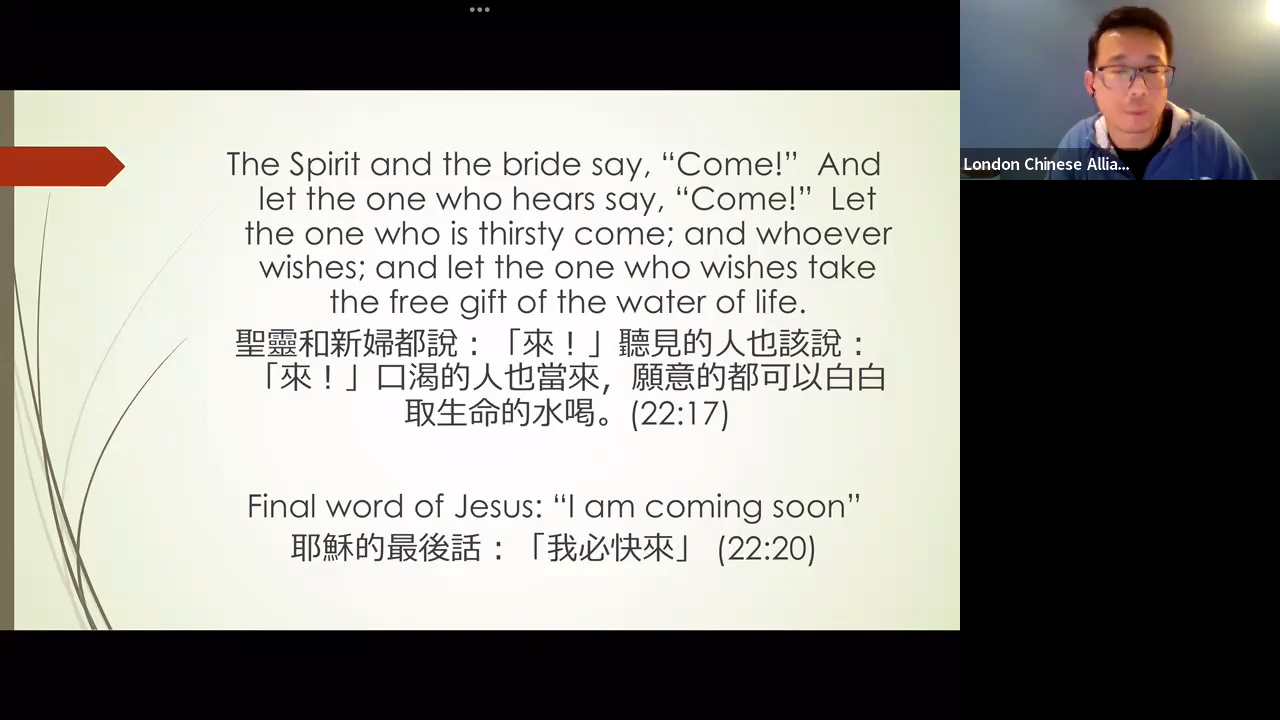 The Spirit and the bride say, “Come!”  And
let the one who hears say, “Come!”  Let
the one who is thirsty come; and whoever
wishes; and let the one who wishes take
the free gift of the water of life.
聖靈和新婦都說：「來！」聽見的人也該說：
「來！」口渴的人也當來，願意的都可以白白
取生命的水喝。(22:17)
Final word of Jesus: “I am coming soon”
耶穌的最後話：「我必快來」 (22:20)
London Chinese Allia...